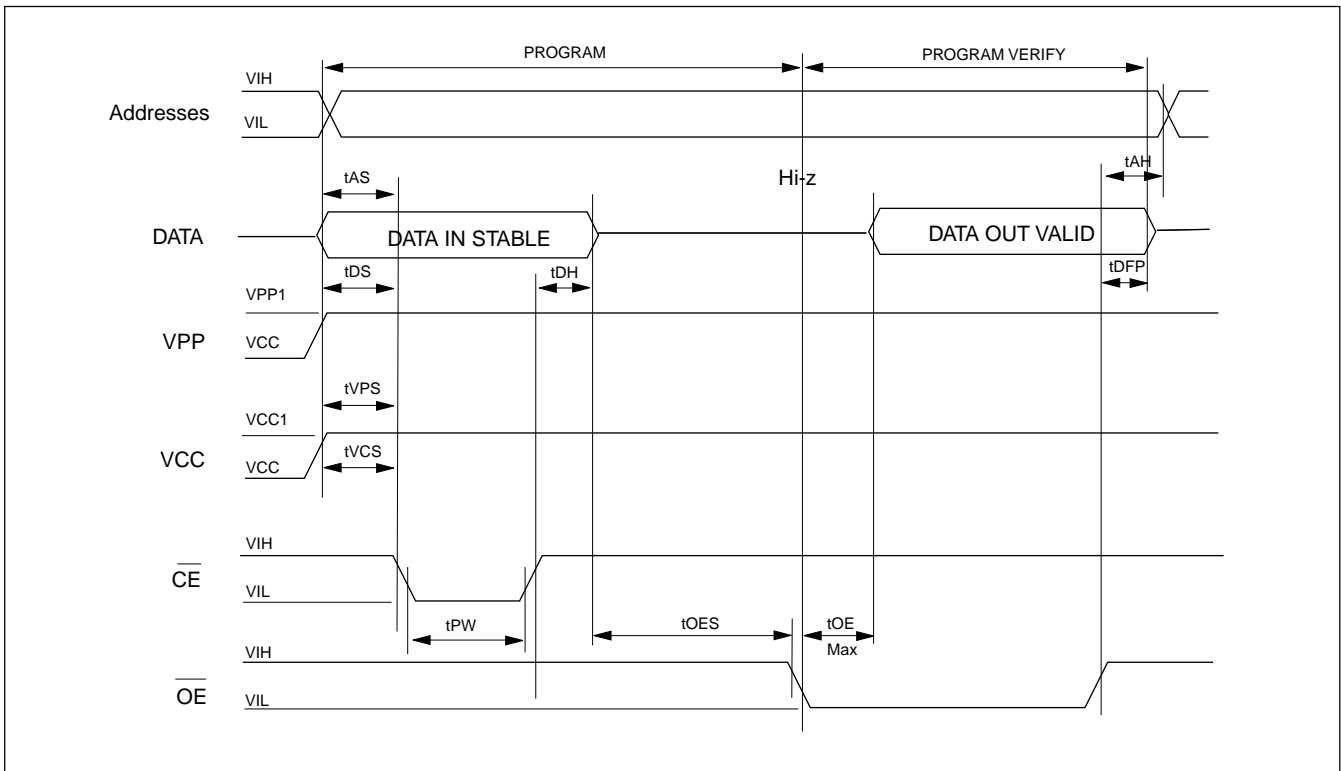 PROGRAM
PROGRAM VERIFY
VIH
Addresses
VIL
tAS
Hi-z
tAH
DATA
DATA IN STABLE
DATA OUT VALID
tDS
tDH
tDFP
VPP1
VPP
VCC
tVPS
VCC1
VCC
VCC
tVCS
VIH
CE
VIL
tPW
tOES
tOE
Max
VIH
OE
VIL